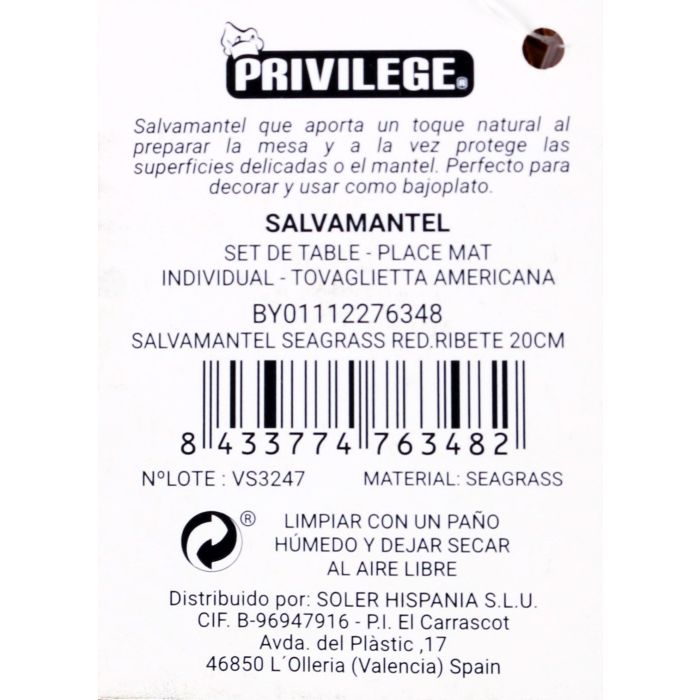 PRIVILEGE®
Salvamantel que aporta un toque natural al
preparar la mesa y a la vez protege las
superficies delicadas o el mantel. Perfecto para
decorar y usar como bajoplato.
SALVAMANTEL
SET DE TABLE - PLACE MAT
INDIVIDUAL - TOVAGLIETTA AMERICANA
BY01112276348
SALVAMANTEL SEAGRASS RED.RIBETE 20CM
8 433774 763482
NºLOTE : VS3247 MATERIAL: SEAGRASS
® LIMPIAR CON UN PAÑO
HÚMEDO Y DEJAR SECAR
AL AIRE LIBRE
Distribuido por: SOLER HISPANIA S.L.U.
CIF. B-96947916 - P.I. El Carrascot
Avda. del Plàstic ,17
46850 L´Olleria (Valencia) Spain